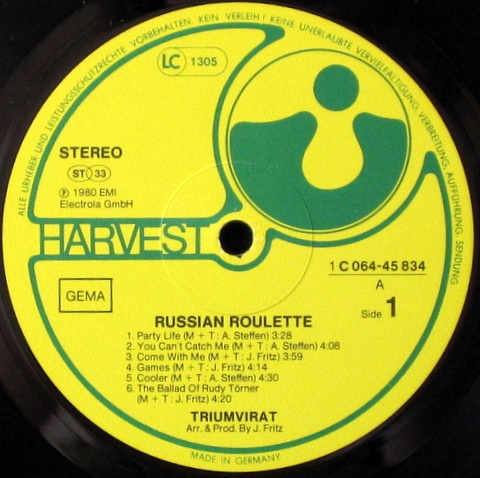 ALLE URHEBER- UND LEISTUNGSSCHUTZRECHTE VORBEHALTEN. KEIN VERLEIH! KEINE UNERLAUBTE VERVIELFÄLTIGUNG, VERBREITUNG, AUFFÜHRUNG, SENDUNG
LC 1305
STEREO
ST 33
Ⓟ 1980 EMI
Electrola GmbH
HARVEST
1 C 064-45 834
GEMA
A
Side 1
RUSSIAN ROULETTE
1. Party Life (M + T : A. Steffen) 3:28
2. You Can't Catch Me (M + T : A. Steffen) 4:08
3. Come With Me (M + T : J. Fritz) 3:59
4. Games (M + T : J. Fritz) 4:14
5. Cooler (M + T : A. Steffen) 4:30
6. The Ballad Of Rudy Törner
(M + T : J. Fritz) 4:20
TRIUMVIRAT
Arr. & Prod. By J. Fritz
MADE IN GERMANY